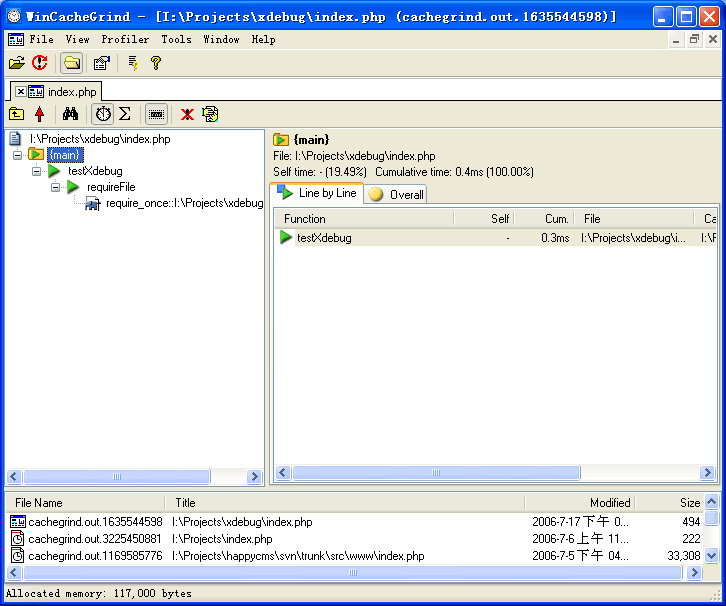 WinCacheGrind - [I:\Projects\xdebug\index.php (cachegrind.out.1635544598)]
File View Profiler Tools Window Help
index.php
I:\Projects\xdebug\index.php
{main}
testXdebug
requireFile
require_once::I:\Projects\xdebug
{main}
File: I:\Projects\xdebug\index.php
Self time: - (19.49%) Cumulative time: 0.4ms (100.00%)
Line by Line Overall
Function Self Cum. File Ca
testXdebug - 0.3ms I:\Projects\xdebug\i... I:\F
File Name Title Modified Size
cachegrind.out.1635544598 I:\Projects\xdebug\index.php 2006-7-17 下午 0... 494
cachegrind.out.3225450881 I:\Projects\index.php 2006-7-6 上午 11... 222
cachegrind.out.1169585776 I:\Projects\happycms\svn\trunk\src\www\index.php 2006-7-5 下午 04... 33,308
Allocated memory: 117,000 bytes